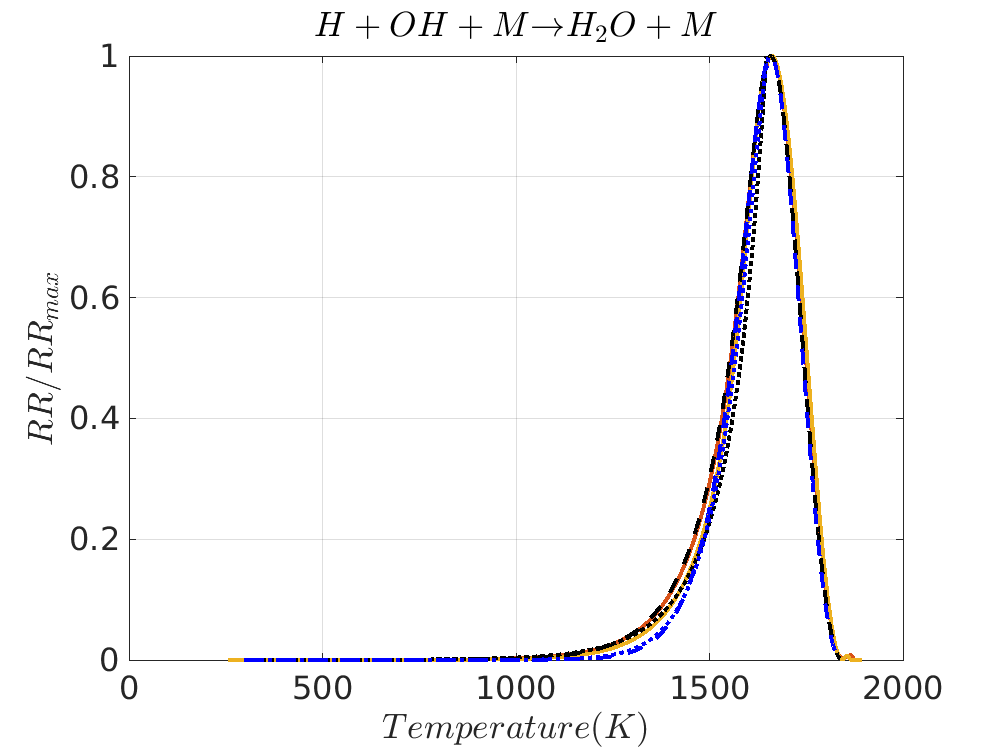 H + OH + M→H₂O + M
1
0.8
0.6
0.4
0.2
0
RR/RR_max
0 500 1000 1500 2000
Temperature(K)